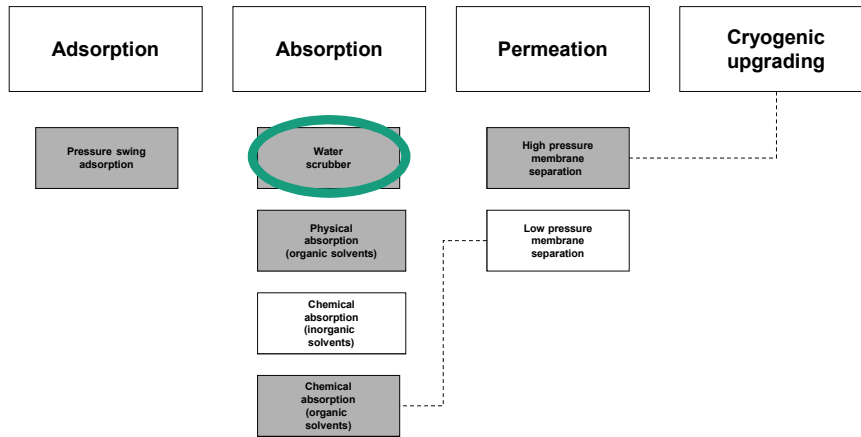 Adsorption
Absorption
Permeation
Cryogenic
upgrading
Pressure swing
adsorption
Water
scrubber
High pressure
membrane
separation
Physical
absorption
(organic solvents)
Low pressure
membrane
separation
Chemical
absorption
(inorganic
solvents)
Chemical
absorption
(organic
solvents)